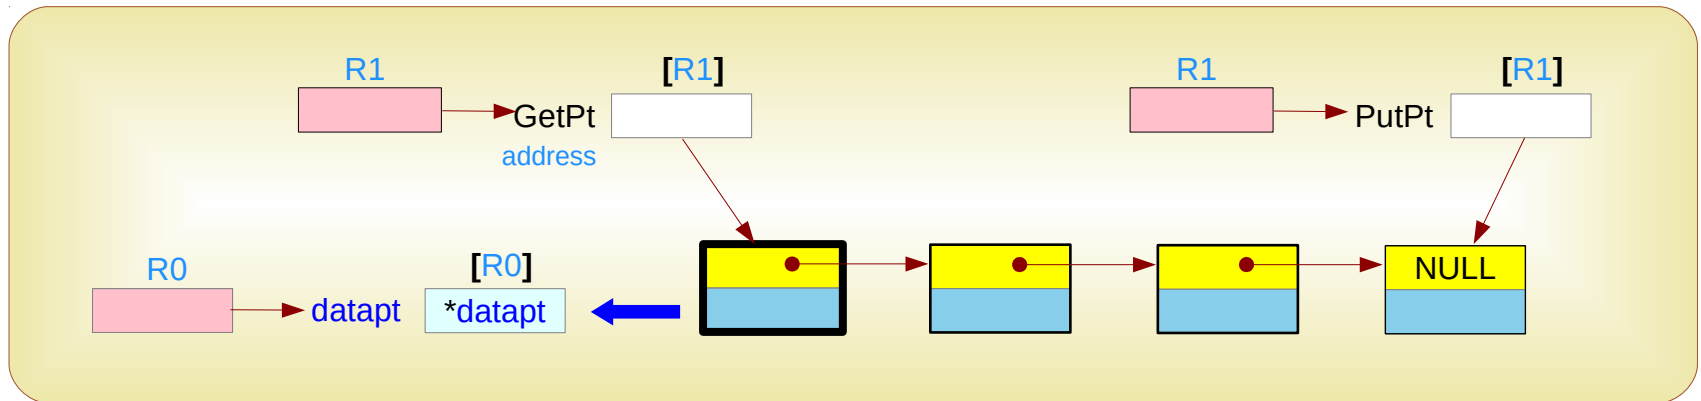 R1 [R1] R1 [R1]
GetPt PutPt
address
R0 [R0] NULL
datapt *datapt